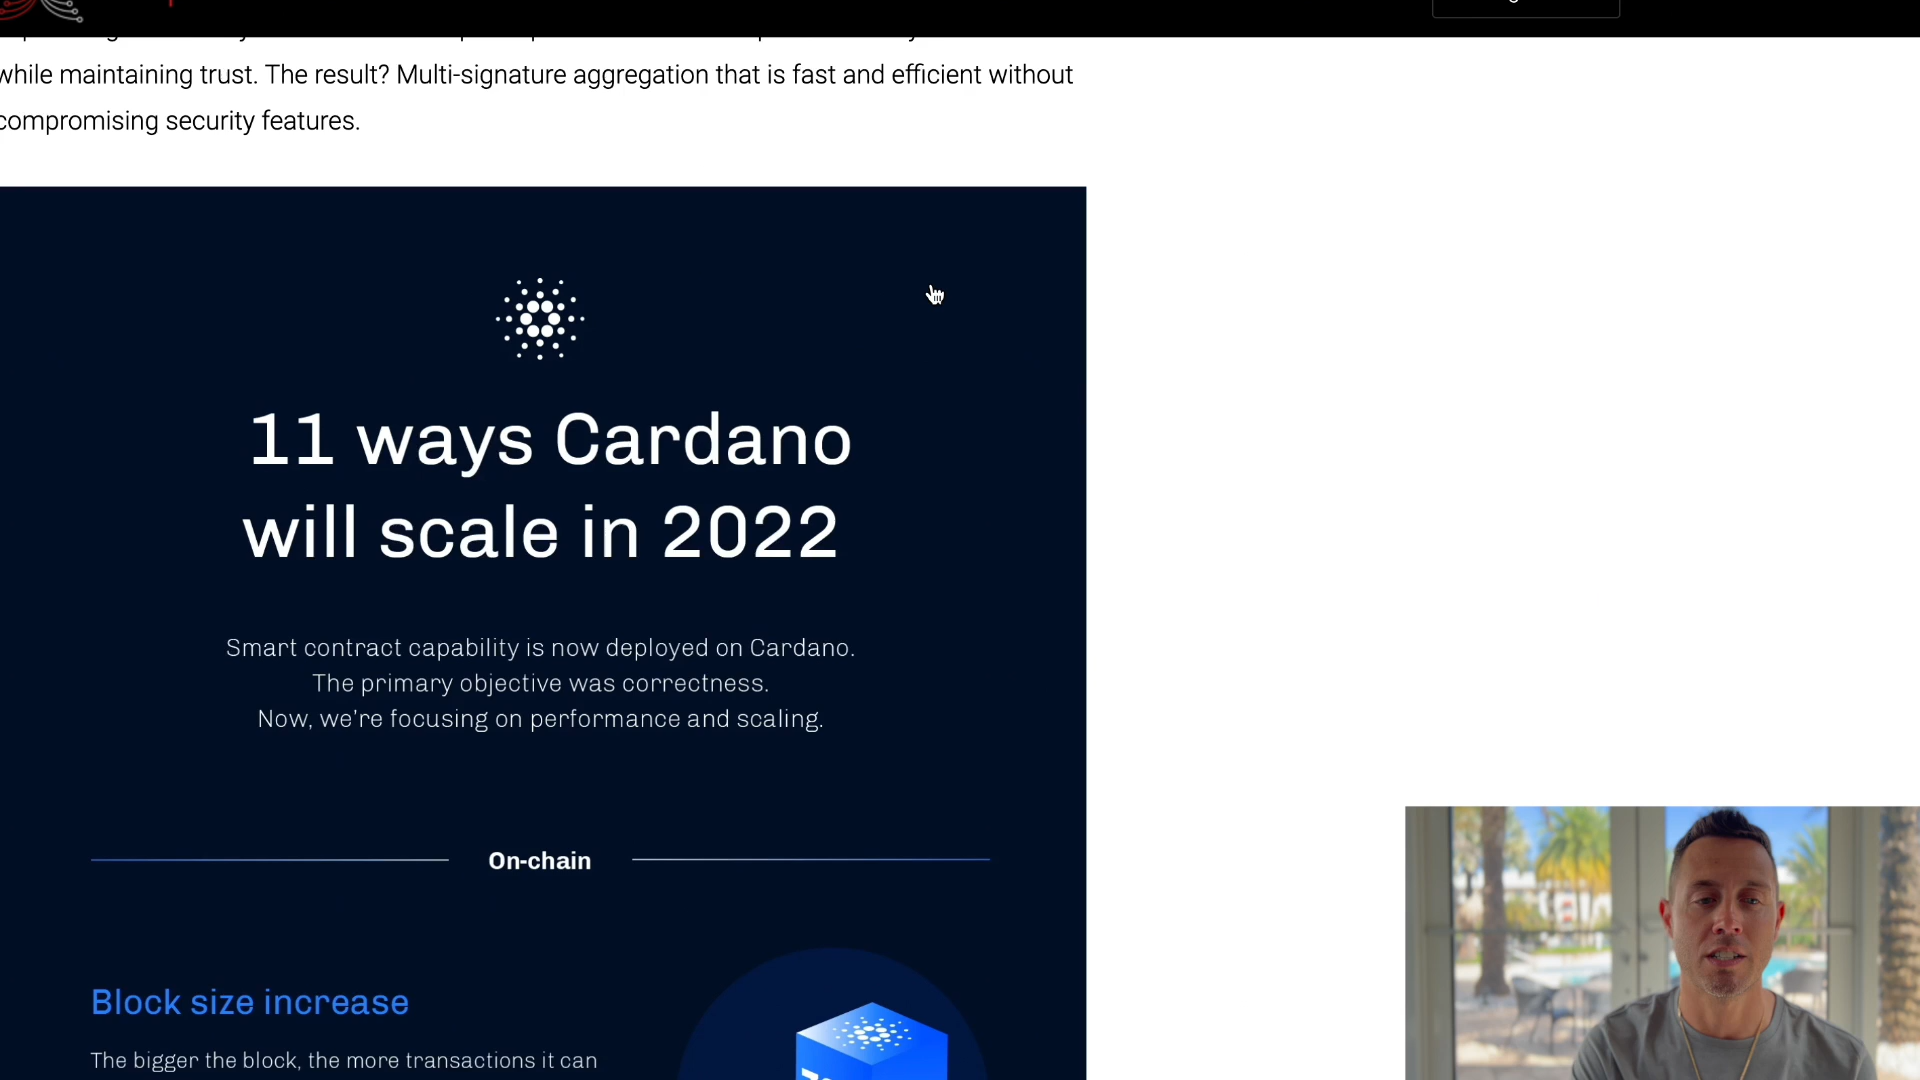 while maintaining trust. The result? Multi-signature aggregation that is fast and efficient without
compromising security features.
11 ways Cardano
will scale in 2022
Smart contract capability is now deployed on Cardano.
The primary objective was correctness.
Now, we're focusing on performance and scaling.
On-chain
Block size increase
The bigger the block, the more transactions it can